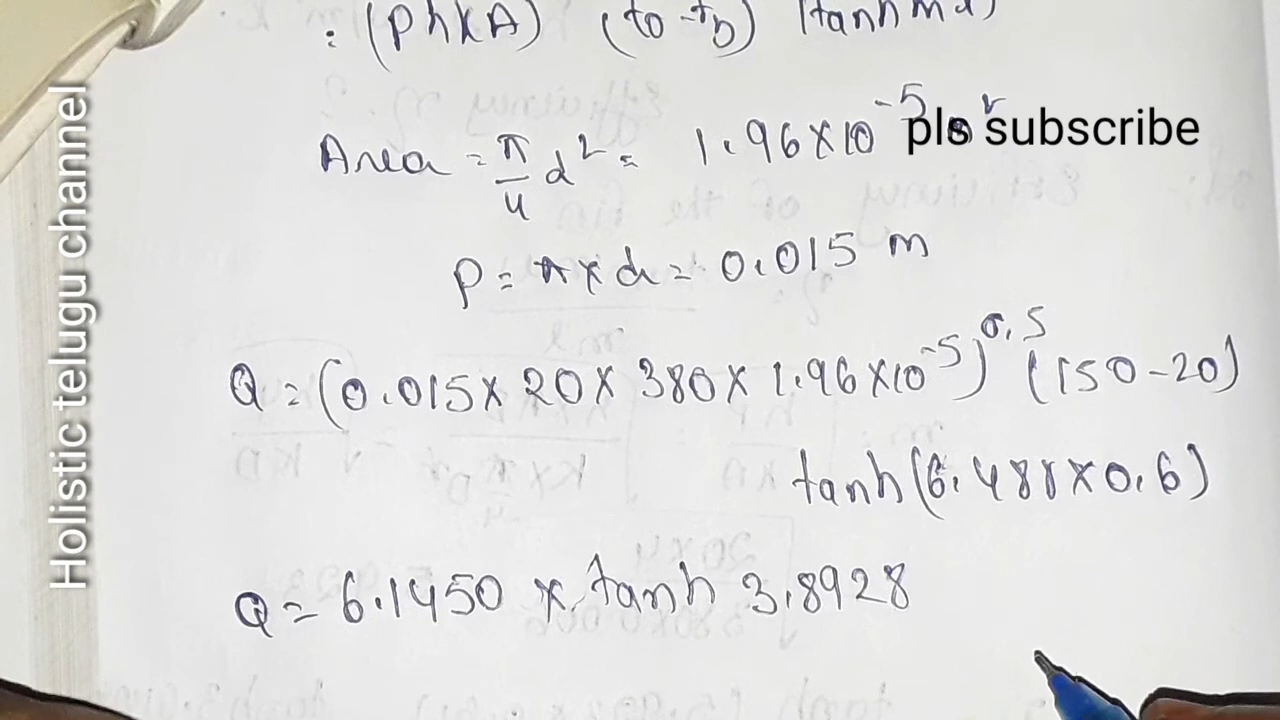 : (PhKA) (to-tb) (tanh ml)
Area = π/4 d² = 1.96×10⁻⁵ m²
pls subscribe
P = π×d = 0.015 m
Q = (0.015×20×380×1.96×10⁻⁵)^0.5 (150-20)
tanh(6.488×0.6)
Q = 6.1450 × tanh 3.8928
Holistic telugu channel